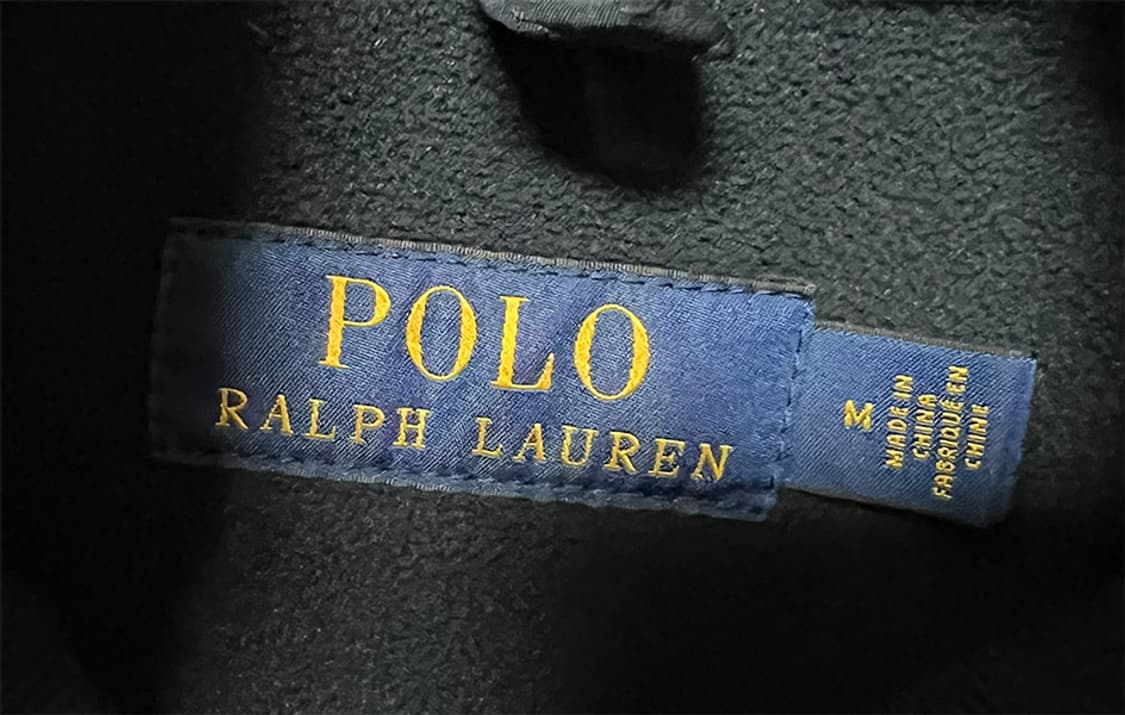 POLO
RALPH LAUREN
M
MADE IN
CHINA
FABRIQUÉ EN
CHINE